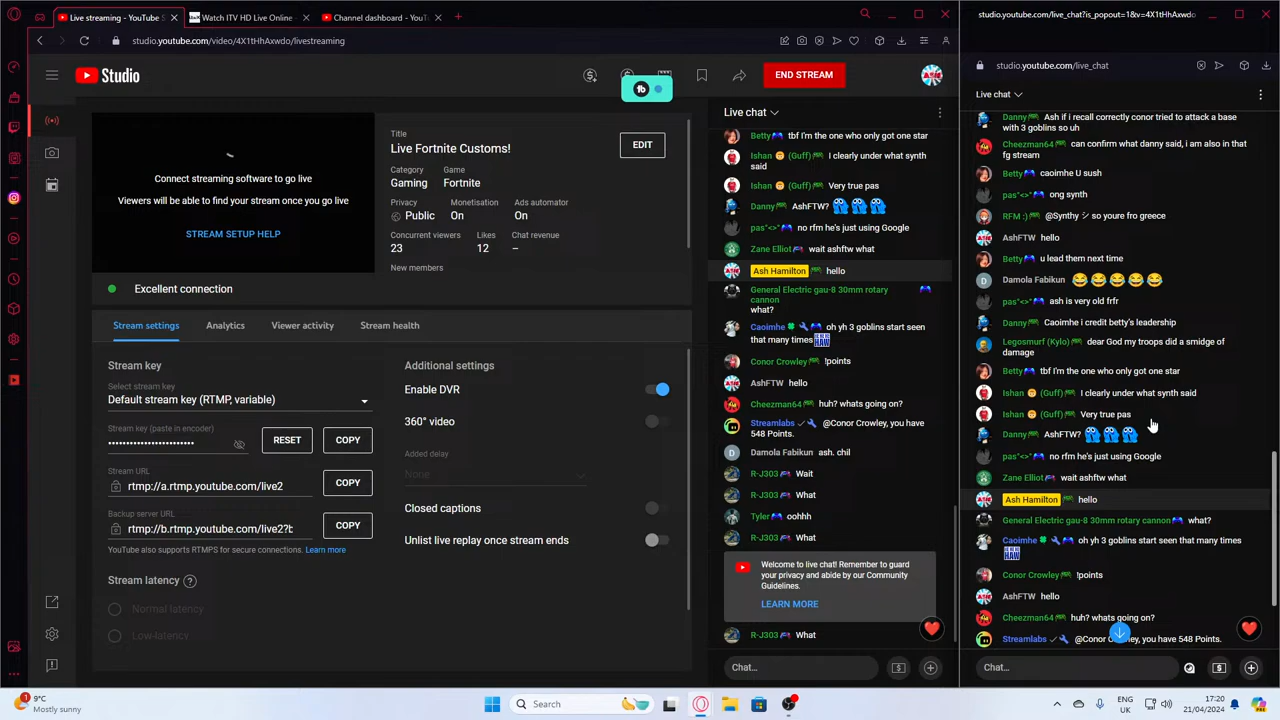 Live streaming - YouTube S
Watch ITV HD Live Online -
Channel dashboard - YouTub
studio.youtube.com/live_chat?is_popout=1&v=4X1tHhAxwdo
studio.youtube.com/video/4X1tHhAxwdo/livestreaming
studio.youtube.com/live_chat
Studio
END STREAM
Connect streaming software to go live
Viewers will be able to find your stream once you go live
STREAM SETUP HELP
Title
Live Fortnite Customs!
EDIT
Category Game
Gaming Fortnite
Privacy Monetisation Ads automator
Public On On
Concurrent viewers Likes Chat revenue
23 12 –
New members
Excellent connection
Stream settings Analytics Viewer activity Stream health
Stream key
Select stream key
Default stream key (RTMP, variable)
Stream key (paste in encoder)
RESET COPY
Stream URL
rtmp://a.rtmp.youtube.com/live2
COPY
Backup server URL
rtmp://b.rtmp.youtube.com/live2?b
COPY
YouTube also supports RTMPS for secure connections. Learn more
Stream latency
Normal latency
Low-latency
Additional settings
Enable DVR
360° video
Added delay
None
Closed captions
Unlist live replay once stream ends
Live chat
Betty tbf I'm the one who only got one star
Ishan (Guff) I clearly under what synth
said
Ishan (Guff) Very true pas
Danny AshFTW?
pas°<>° no rfm he's just using Google
Zane Elliot wait ashftw what
Ash Hamilton hello
General Electric gau-8 30mm rotary
cannon
what?
Caoimhe oh yh 3 goblins start seen
that many times HAW
Conor Crowley !points
AshFTW hello
Cheezman64 huh? whats going on?
Streamlabs @Conor Crowley, you have
548 Points.
Damola Fabikun ash. chil
R-J303 Wait
R-J303 What
Tyler oohhh
R-J303 What
Welcome to live chat! Remember to guard
your privacy and abide by our Community
Guidelines.
LEARN MORE
R-J303 What
Chat...
Live chat
Danny Ash if i recall correctly conor tried to attack a base
with 3 goblins so uh
Cheezman64 can confirm what danny said, i am also in that
fg stream
Betty caoimhe U sush
pas°<>° ong synth
RFM :) @Synthy シ so youre fro greece
AshFTW hello
Betty u lead them next time
Damola Fabikun 😂😂😂😂😂
pas°<>° ash is very old frfr
Danny Caoimhe i credit betty's leadership
Legosmurf (Kylo) dear God my troops did a smidge of
damage
Betty tbf I'm the one who only got one star
Ishan (Guff) I clearly under what synth said
Ishan (Guff) Very true pas
Danny AshFTW?
pas°<>° no rfm he's just using Google
Zane Elliot wait ashftw what
Ash Hamilton hello
General Electric gau-8 30mm rotary cannon what?
Caoimhe oh yh 3 goblins start seen that many times
HAW
Conor Crowley !points
AshFTW hello
Cheezman64 huh? whats going on?
Streamlabs @Conor Crowley, you have 548 Points.
Chat...
9°C
Mostly sunny
Search
ENG
UK
17:20
21/04/2024